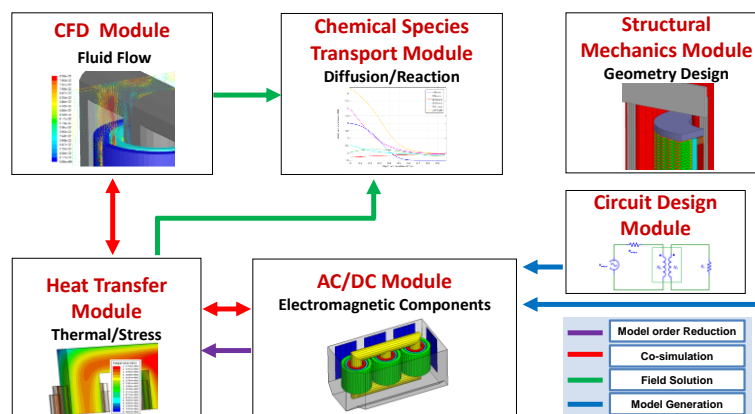 CFD Module
Fluid Flow
Chemical Species
Transport Module
Diffusion/Reaction
Structural
Mechanics Module
Geometry Design
Circuit Design
Module
Heat Transfer
Module
Thermal/Stress
AC/DC Module
Electromagnetic Components
Model order Reduction
Co-simulation
Field Solution
Model Generation